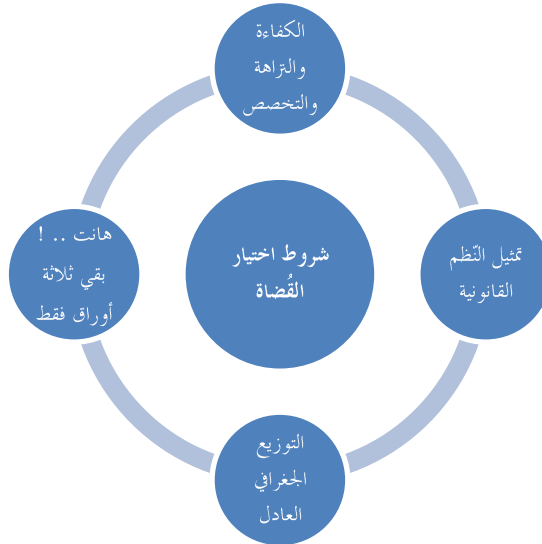 الكفاءة
والنزاهة
والتخصص
تمثيل النّظم
القانونية
شروط اختيار
القُضاة
هانت .. !
بقي ثلاثة
أوراق فقط
التوزيع
الجغرافي
العادل